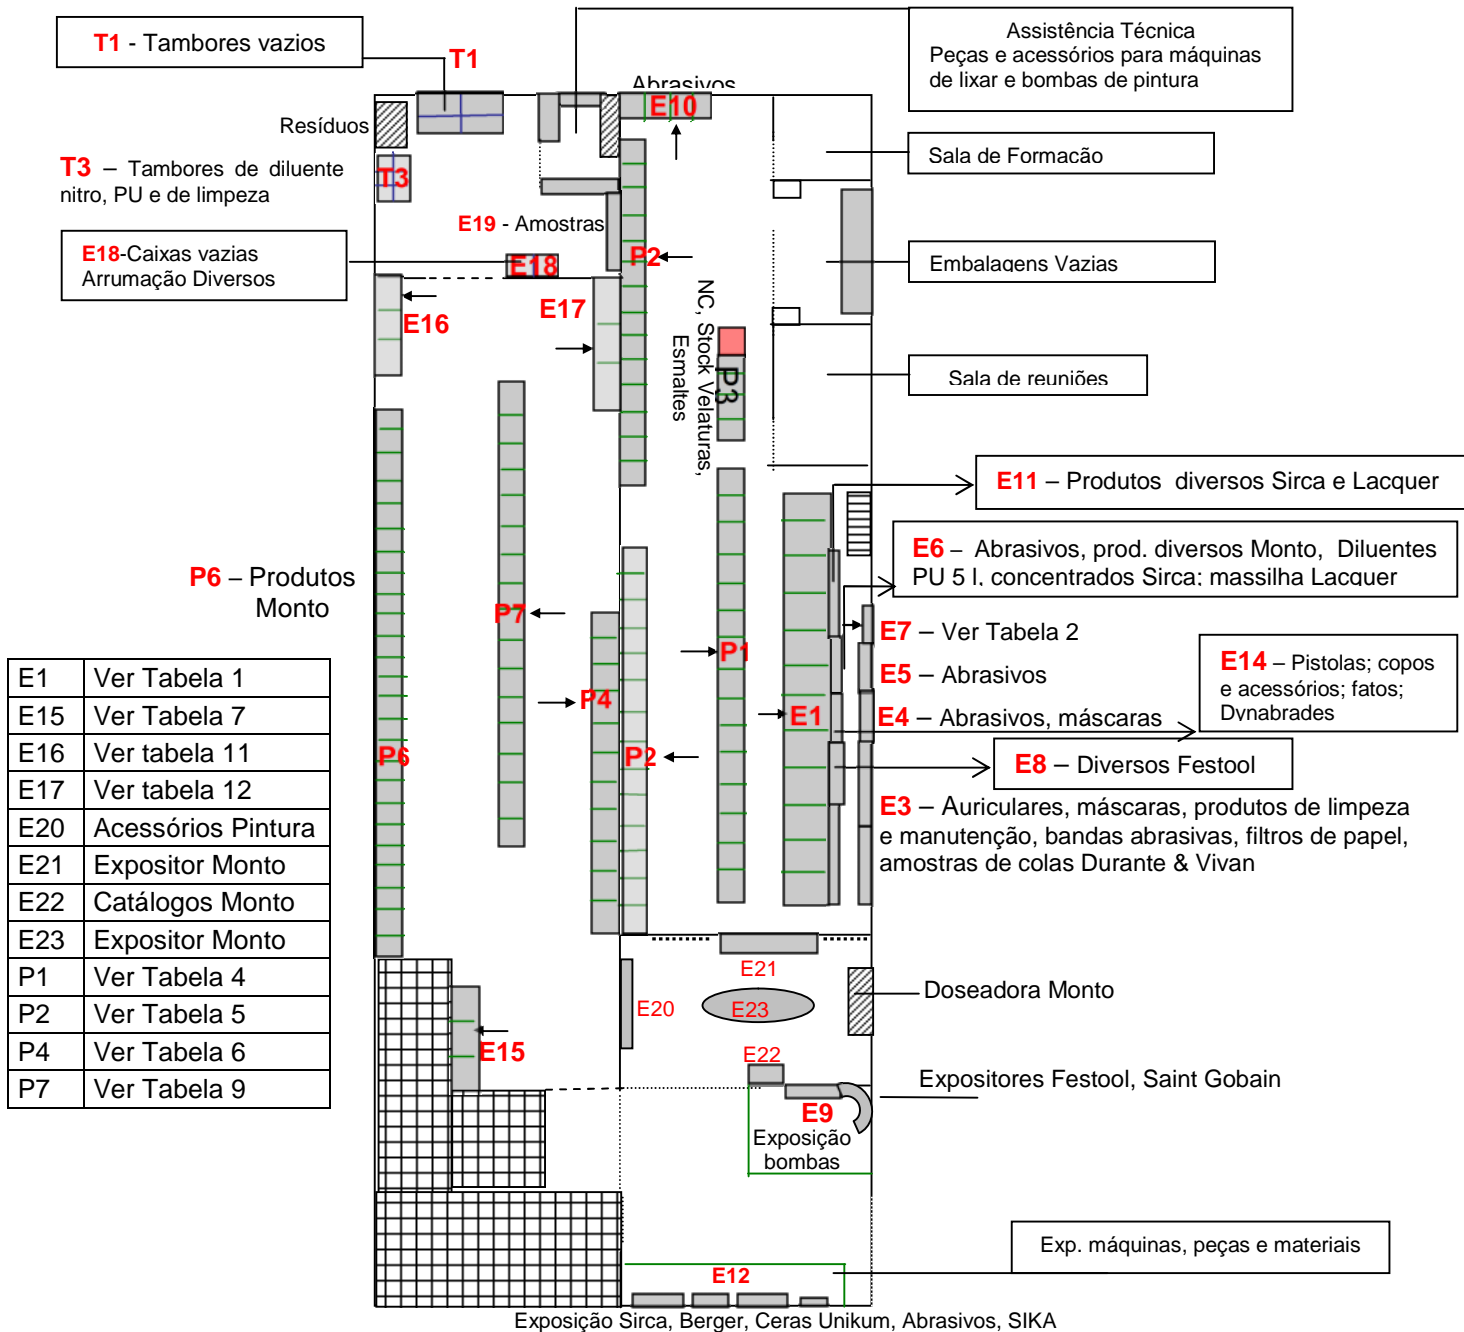 T1 - Tambores vazios
T1
Assistência Técnica
Peças e acessórios para máquinas
de lixar e bombas de pintura
Abrasivos
E10
Resíduos
Sala de Formacão
T3 – Tambores de diluente
nitro, PU e de limpeza
T3
E19 - Amostras
E18-Caixas vazias
Arrumação Diversos
E18
P2
Embalagens Vazias
E16
E17
NC, Stock Velaturas,
Esmaltes
P3
Sala de reuniões
E11 – Produtos diversos Sirca e Lacquer
E6 – Abrasivos, prod. diversos Monto, Diluentes
PU 5 l, concentrados Sirca; massilha Lacquer
P6 – Produtos
Monto
P7
P1
E7 – Ver Tabela 2
E5 – Abrasivos
E14 – Pistolas; copos
e acessórios; fatos;
Dynabrades
P4
E1
E4 – Abrasivos, máscaras
P6
P2
E8 – Diversos Festool
E3 – Auriculares, máscaras, produtos de limpeza
e manutenção, bandas abrasivas, filtros de papel,
amostras de colas Durante & Vivan
E1 Ver Tabela 1
E15 Ver Tabela 7
E16 Ver tabela 11
E17 Ver tabela 12
E20 Acessórios Pintura
E21 Expositor Monto
E22 Catálogos Monto
E23 Expositor Monto
P1 Ver Tabela 4
P2 Ver Tabela 5
P4 Ver Tabela 6
P7 Ver Tabela 9
E21
E20
E23
Doseadora Monto
E15
E22
Expositores Festool, Saint Gobain
E9
Exposição
bombas
Exp. máquinas, peças e materiais
E12
Exposição Sirca, Berger, Ceras Unikum, Abrasivos, SIKA